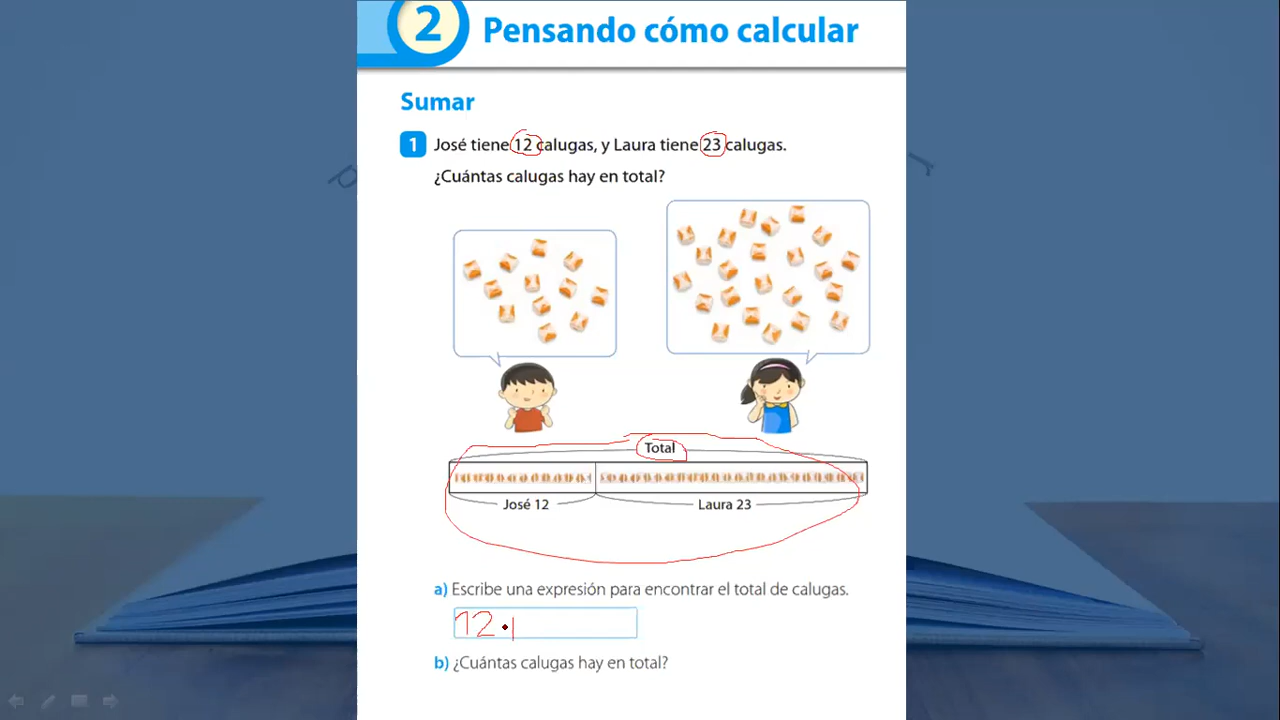 2 Pensando cómo calcular
Sumar
1 José tiene 12 calugas, y Laura tiene 23 calugas.
¿Cuántas calugas hay en total?
Total
José 12 Laura 23
a) Escribe una expresión para encontrar el total de calugas.
12
b) ¿Cuántas calugas hay en total?